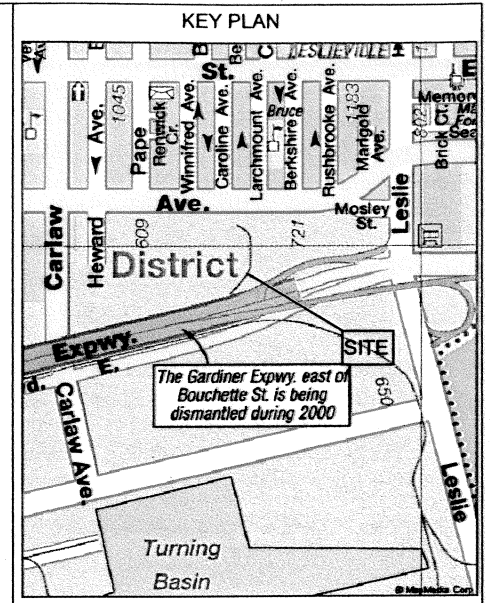 KEY PLAN
LESLIEVILLE
St.
1045
Ave.
Pape
Renwick Cr.
Winnifred Ave.
Caroline Ave.
Larchmount Ave.
Bruce
Berkshire Ave.
Rushbrooke Ave.
1183
Marigold Ave.
Memor
Brick Ct.
Leslie
Mosley
St.
Ave.
Carlaw
Heward
609
721
District
Expwy.
E.
d.
SITE
The Gardiner Expwy. east of
Bouchette St. is being
dismantled during 2000
650
Carlaw Ave.
Leslie
Turning
Basin
© MapMedia Corp